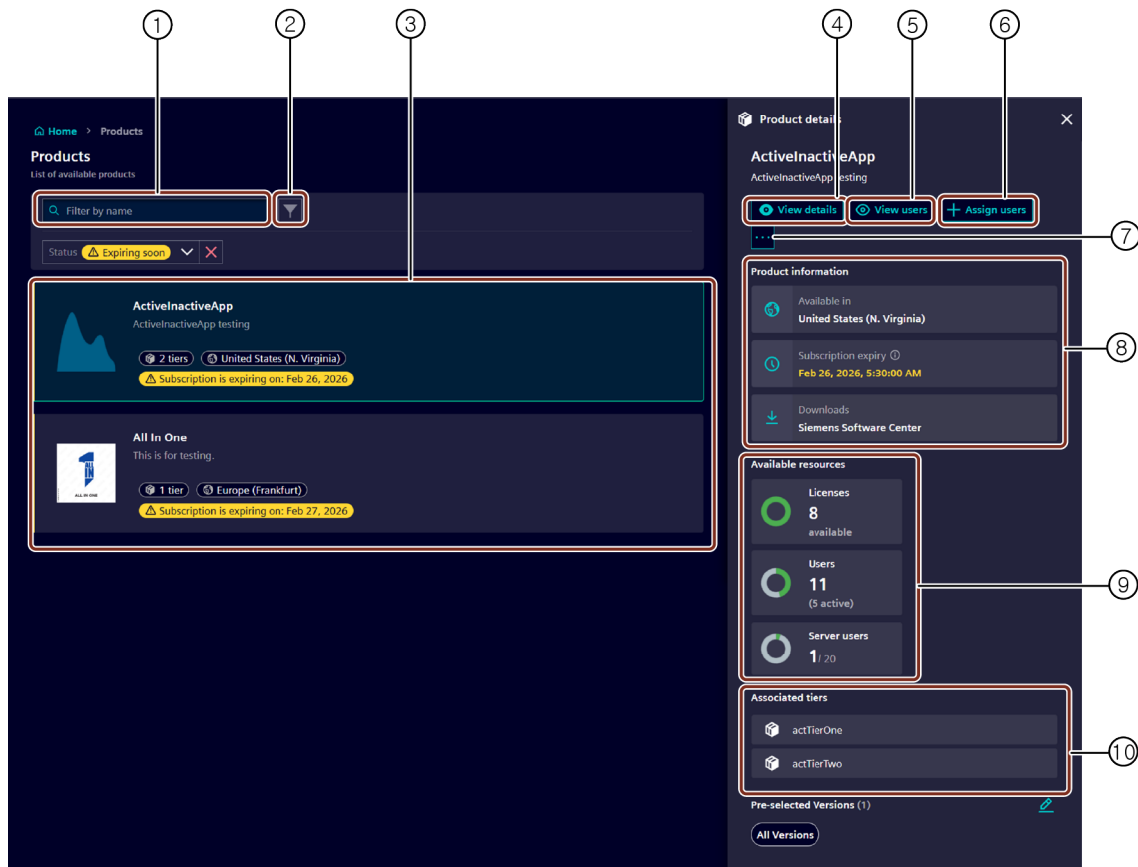 ① ② ③ ④ ⑤ ⑥
Home > Products
Products
List of available products
Filter by name
Status Expiring soon
ActiveInactiveApp
ActiveInactiveApp testing
2 tiers United States (N. Virginia)
Subscription is expiring on: Feb 26, 2026
1 ALL IN
ALL IN ONE
All In One
This is for testing.
1 tier Europe (Frankfurt)
Subscription is expiring on: Feb 27, 2026
Product details
ActiveInactiveApp
ActiveInactiveApp testing
View details View users Assign users
... ⑦
Product information
Available in
United States (N. Virginia)
⑧
Subscription expiry
Feb 26, 2026, 5:30:00 AM
Downloads
Siemens Software Center
Available resources
Licenses
8
available
Users
11
(5 active)
⑨
Server users
1/ 20
Associated tiers
actTierOne
⑩
actTierTwo
Pre-selected Versions (1)
All Versions